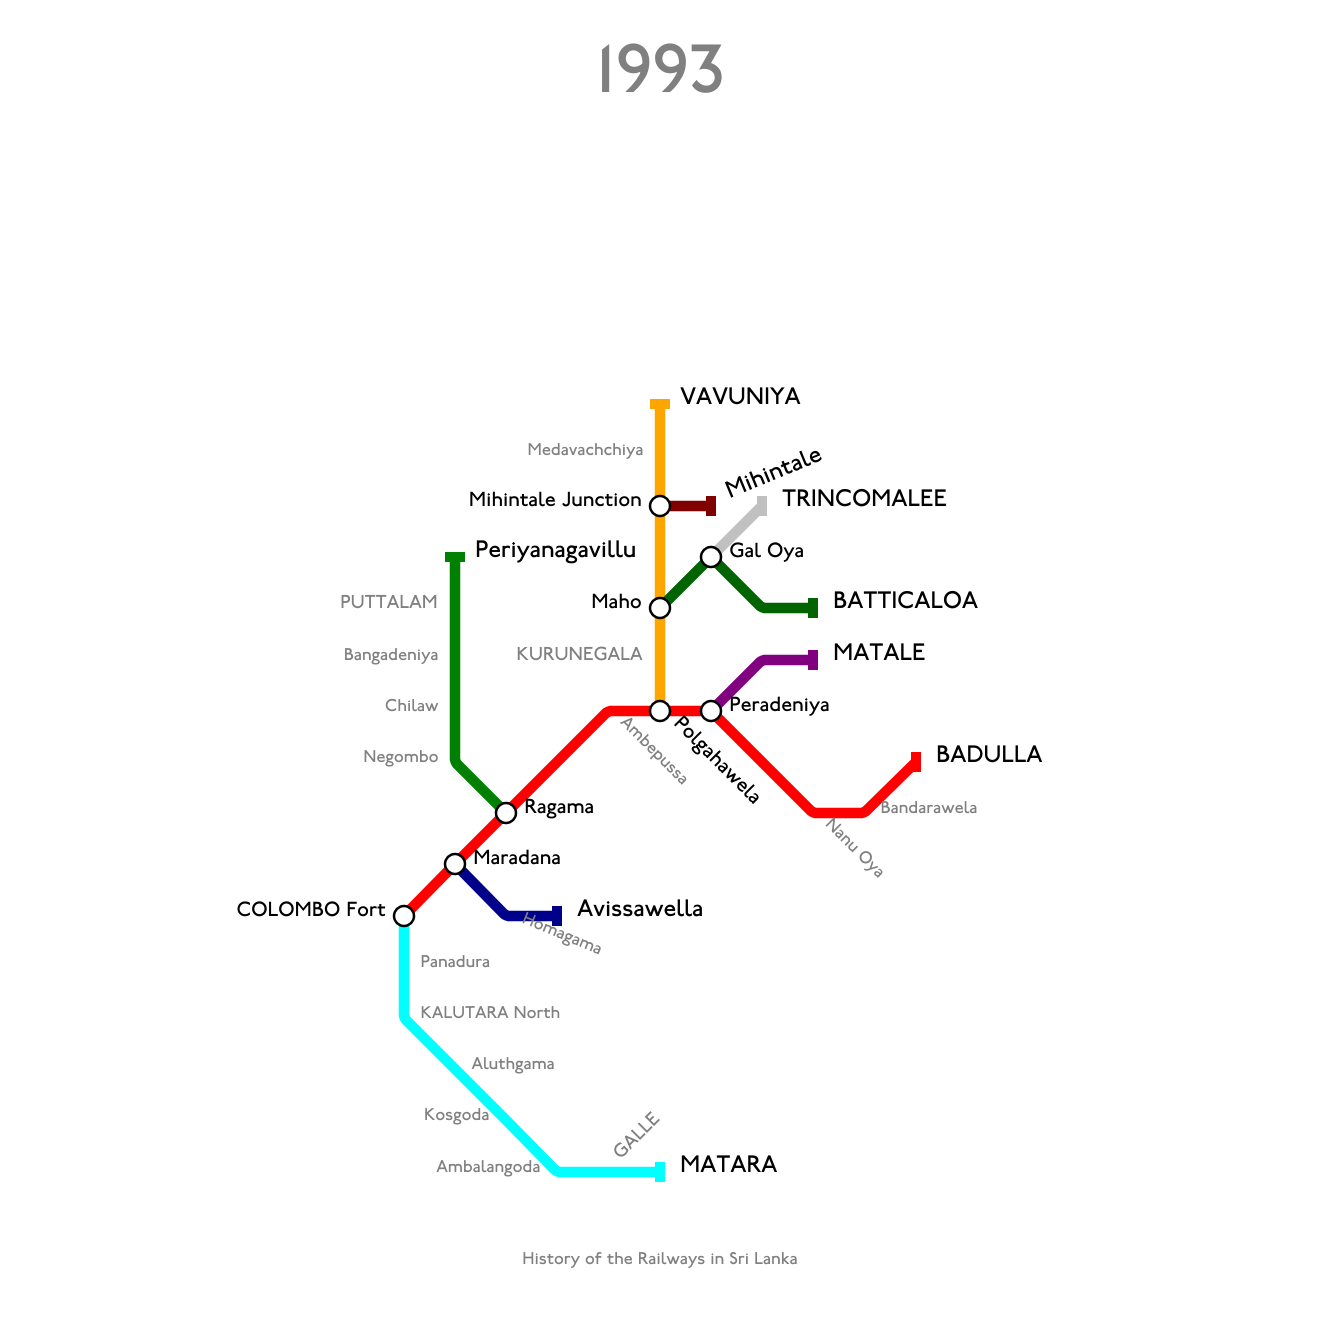 1993
VAVUNIYA
Medavachchiya
Mihintale
Mihintale Junction
TRINCOMALEE
Periyanagavillu
Gal Oya
PUTTALAM
Maho
BATTICALOA
Bangadeniya
KURUNEGALA
MATALE
Chilaw
Peradeniya
Ambepussa
Polgahawela
Negombo
BADULLA
Ragama
Bandarawela
Nanu Oya
Maradana
COLOMBO Fort
Avissawella
Homagama
Panadura
KALUTARA North
Aluthgama
Kosgoda
GALLE
Ambalangoda
MATARA
History of the Railways in Sri Lanka